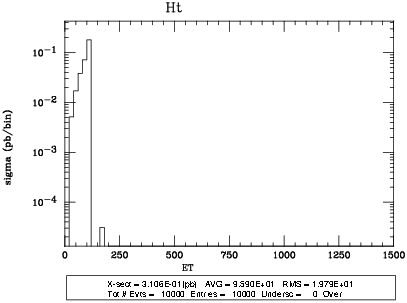 Ht
sigma (pb/bin)
10⁻¹
10⁻²
10⁻³
10⁻⁴
0 250 500 750 1000 1250 1500
ET
X-sect = 3.106E-01(pb) AVG = 9.590E+01 RMS = 1.979E+01
Tot # Evts = 10000 Entries = 10000 Undersc = 0 Over